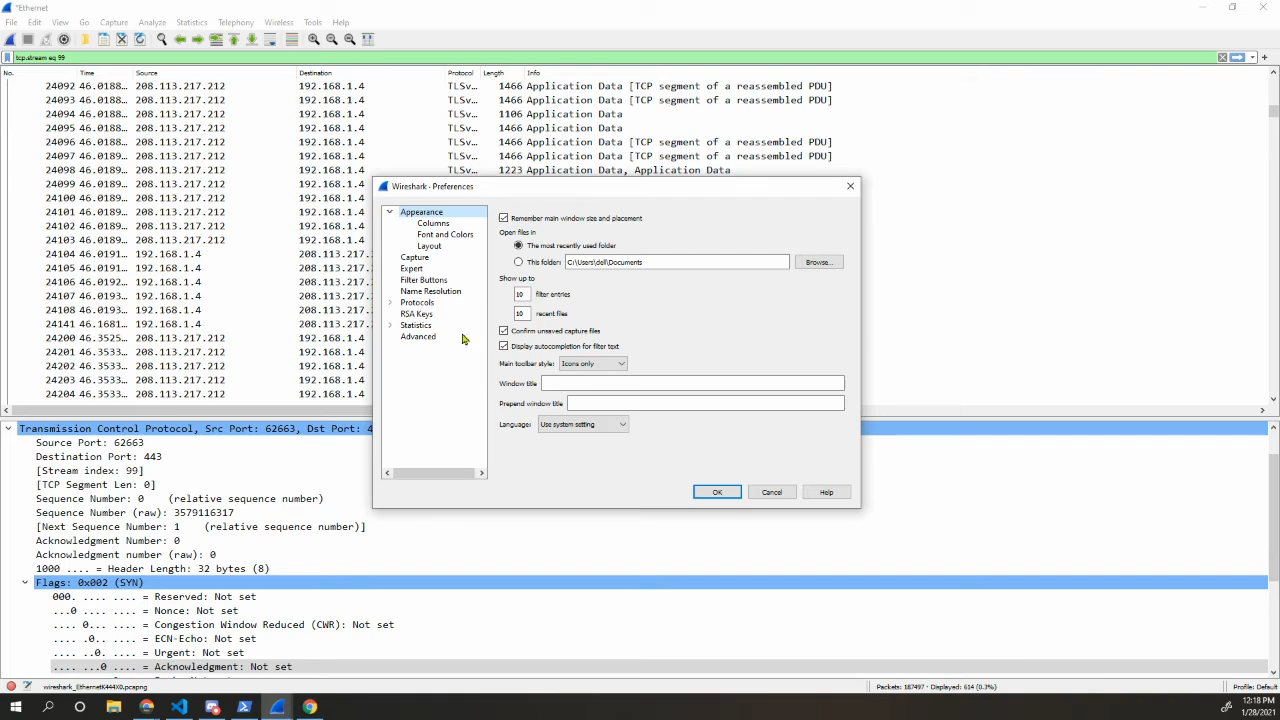 *Ethernet
File Edit View Go Capture Analyze Statistics Telephony Wireless Tools Help
tcp.stream eq 99
No. Time Source Destination Protocol Length Info
24092 46.0188… 208.113.217.212 192.168.1.4 TLSv… 1466 Application Data [TCP segment of a reassembled PDU]
24093 46.0188… 208.113.217.212 192.168.1.4 TLSv… 1466 Application Data [TCP segment of a reassembled PDU]
24094 46.0188… 208.113.217.212 192.168.1.4 TLSv… 1106 Application Data
24095 46.0188… 208.113.217.212 192.168.1.4 TLSv… 1466 Application Data
24096 46.0188… 208.113.217.212 192.168.1.4 TLSv… 1466 Application Data [TCP segment of a reassembled PDU]
24097 46.0189… 208.113.217.212 192.168.1.4 TLSv… 1466 Application Data [TCP segment of a reassembled PDU]
24098 46.0189… 208.113.217.212 192.168.1.4 TLSv… 1223 Application Data, Application Data
24099 46.0189… 208.113.217.212 192.168.1.4
24100 46.0189… 208.113.217.212 192.168.1.4
24101 46.0189… 208.113.217.212 192.168.1.4
24102 46.0189… 208.113.217.212 192.168.1.4
24103 46.0189… 208.113.217.212 192.168.1.4
24104 46.0191… 192.168.1.4 208.113.217.212
24105 46.0191… 192.168.1.4 208.113.217.212
24106 46.0192… 192.168.1.4 208.113.217.212
24107 46.0193… 192.168.1.4 208.113.217.212
24141 46.1681… 192.168.1.4 208.113.217.212
24200 46.3525… 208.113.217.212 192.168.1.4
24201 46.3533… 208.113.217.212 192.168.1.4
24202 46.3533… 208.113.217.212 192.168.1.4
24203 46.3533… 208.113.217.212 192.168.1.4
24204 46.3533… 208.113.217.212 192.168.1.4
Wireshark · Preferences
Appearance
Columns
Font and Colors
Layout
Capture
Expert
Filter Buttons
Name Resolution
Protocols
RSA Keys
Statistics
Advanced
Remember main window size and placement
Open files in
The most recently used folder
This folder: C:\Users\dell\Documents Browse...
Show up to
10 filter entries
10 recent files
Confirm unsaved capture files
Display autocompletion for filter text
Main toolbar style: Icons only
Window title
Prepend window title
Language: Use system setting
OK Cancel Help
Transmission Control Protocol, Src Port: 62663, Dst Port: 4
Source Port: 62663
Destination Port: 443
[Stream index: 99]
[TCP Segment Len: 0]
Sequence Number: 0 (relative sequence number)
Sequence Number (raw): 3579116317
[Next Sequence Number: 1 (relative sequence number)]
Acknowledgment Number: 0
Acknowledgment number (raw): 0
1000 .... = Header Length: 32 bytes (8)
Flags: 0x002 (SYN)
000. .... .... = Reserved: Not set
...0 .... .... = Nonce: Not set
.... 0... .... = Congestion Window Reduced (CWR): Not set
.... .0.. .... = ECN-Echo: Not set
.... ..0. .... = Urgent: Not set
.... ...0 .... = Acknowledgment: Not set
wireshark_EthernetK444X0.pcapng
Packets: 187497 · Displayed: 614 (0.3%)
Profile: Default
12:18 PM
1/28/2021